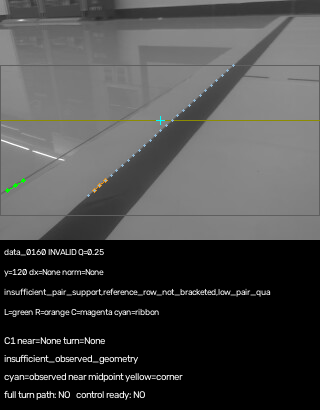 data_0160 INVALID Q=0.25
y=120 dx=None norm=None
insufficient_pair_support,reference_row_not_bracketed,low_pair_qua
L=green R=orange C=magenta cyan=ribbon
C1 near=None turn=None
insufficient_observed_geometry
cyan=observed near midpoint yellow=corner
full turn path: NO control ready: NO